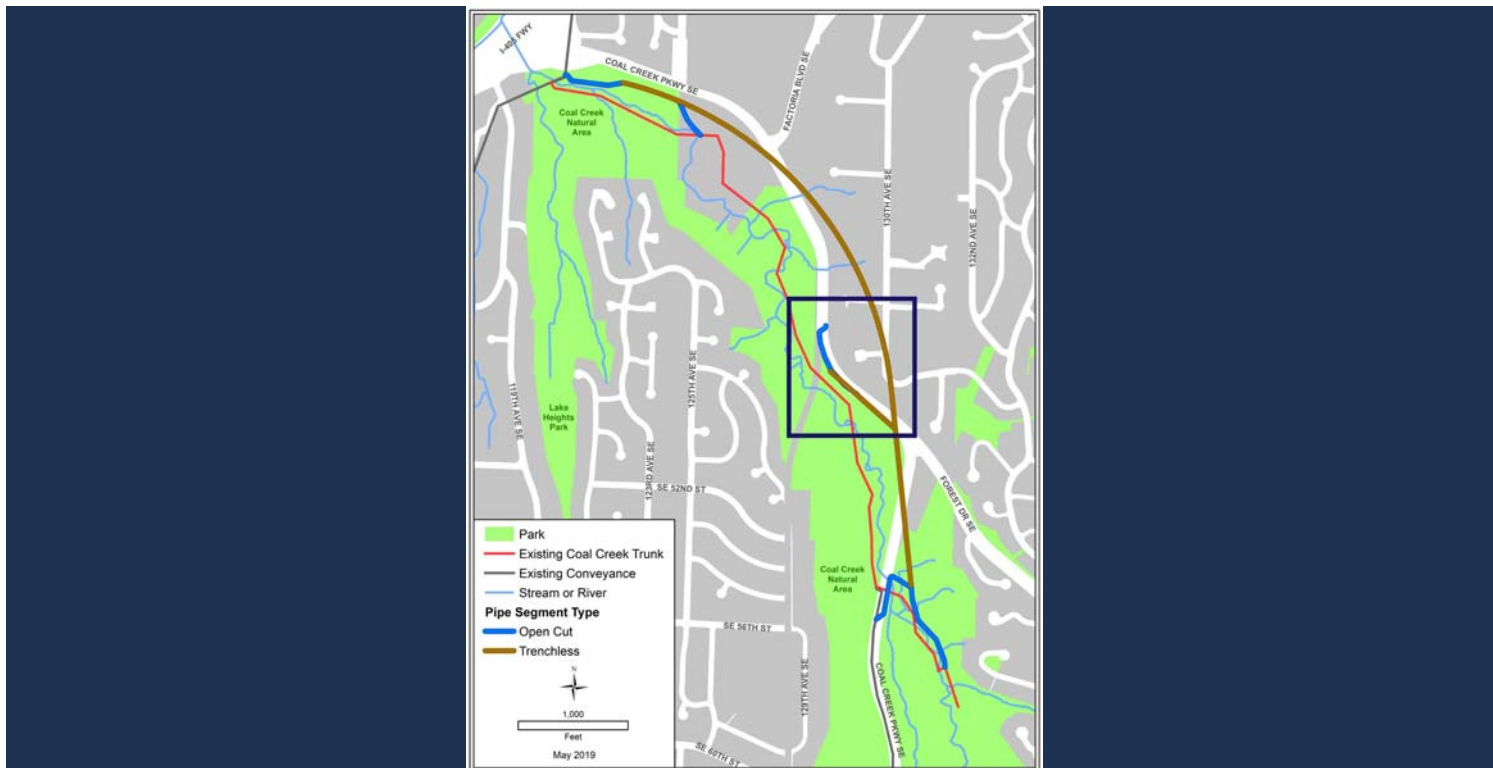 I-405 FWY
COAL CREEK PKWY SE
FACTORIA BLVD SE
Coal Creek
Natural
Area
130TH AVE SE
132ND AVE SE
119TH AVE SE
125TH AVE SE
Lake
Heights
Park
123RD AVE SE
SE 52ND ST
FOREST DR SE
Coal Creek
Natural
Area
SE 56TH ST
129TH AVE SE
COAL CREEK PKWY SE
SE 60TH ST
Park
Existing Coal Creek Trunk
Existing Conveyance
Stream or River
Pipe Segment Type
Open Cut
Trenchless
N
1,000
Feet
May 2019